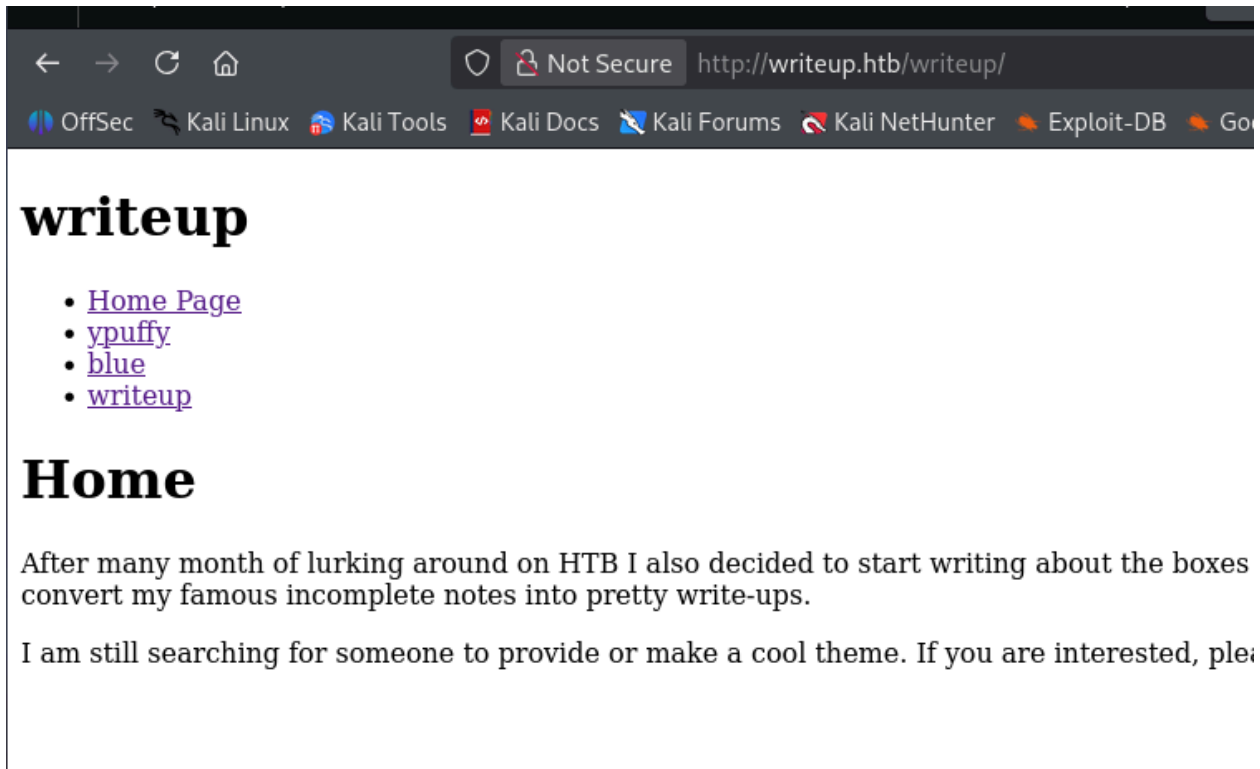 Not Secure http://writeup.htb/writeup/
OffSec Kali Linux Kali Tools Kali Docs Kali Forums Kali NetHunter Exploit-DB
writeup
Home Page
ypuffy
blue
writeup
Home
After many month of lurking around on HTB I also decided to start writing about the boxes
convert my famous incomplete notes into pretty write-ups.
I am still searching for someone to provide or make a cool theme. If you are interested,